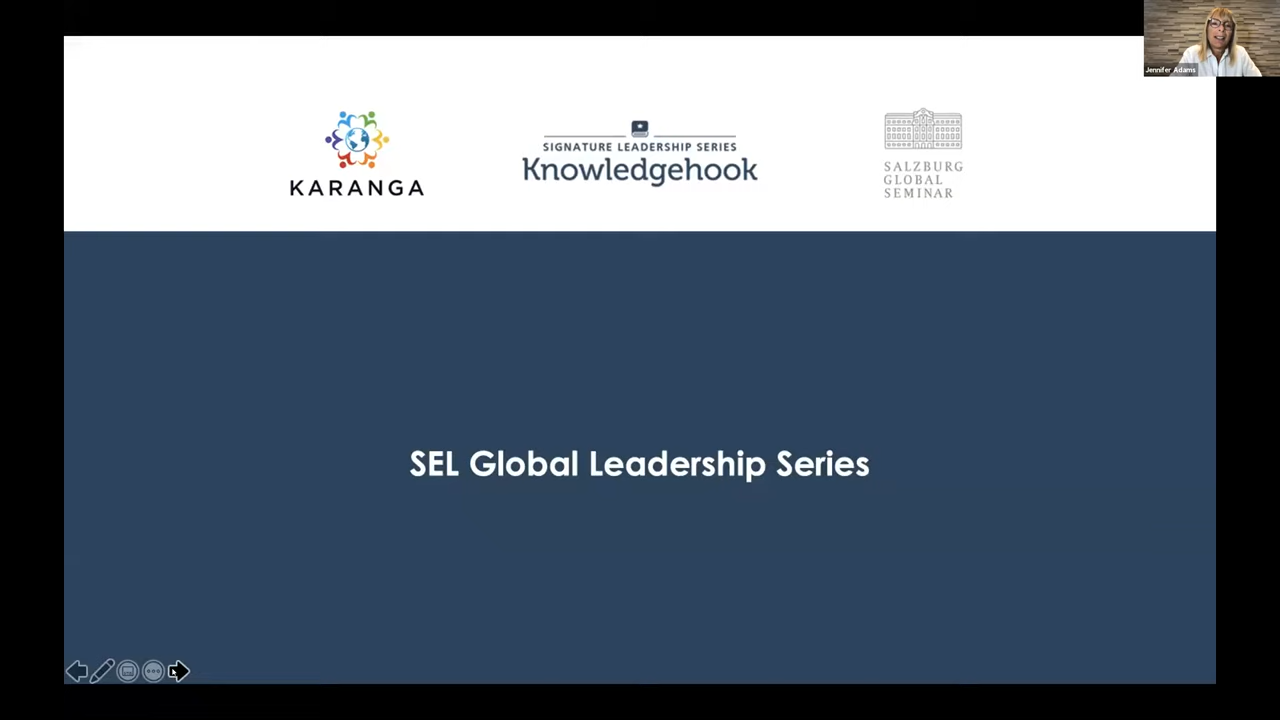 Jennifer Adams
KARANGA
SIGNATURE LEADERSHIP SERIES
Knowledgehook
SALZBURG
GLOBAL
SEMINAR
SEL Global Leadership Series